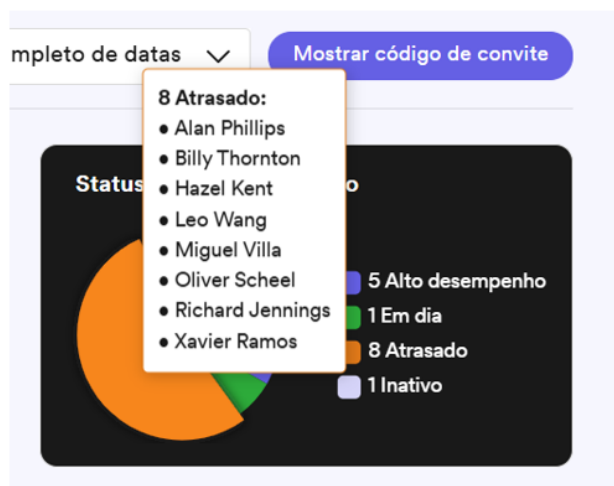 mpleto de datas
Mostrar código de convite
8 Atrasado:
• Alan Phillips
• Billy Thornton
• Hazel Kent
• Leo Wang
• Miguel Villa
• Oliver Scheel
• Richard Jennings
• Xavier Ramos
Status
o
5 Alto desempenho
1 Em dia
8 Atrasado
1 Inativo